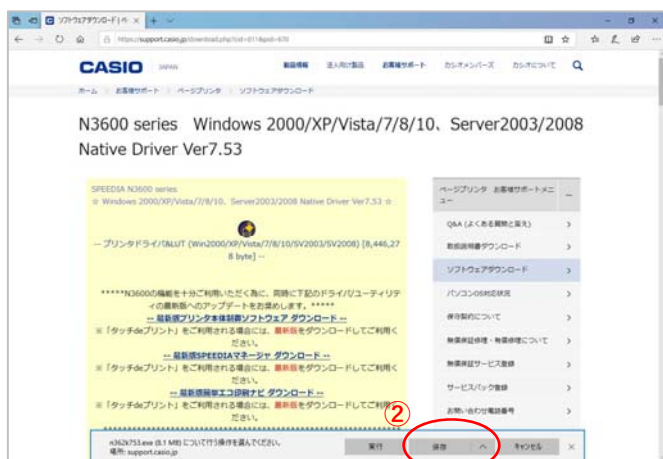 ソフトウェアダウンロード | ペ
https://support.casio.jp/download.php?cid=011&pid=670
CASIO JAPAN
製品情報 法人向け製品 お客様サポート カシオメンバーズ カシオについて
ホーム お客様サポート ページプリンタ ソフトウェアダウンロード
N3600 series Windows 2000/XP/Vista/7/8/10、Server2003/2008
Native Driver Ver7.53
SPEEDIA N3600 series
☆ Windows 2000/XP/Vista/7/8/10、Server2003/2008 Native Driver Ver7.53 ☆
-- プリンタドライバ&LUT (Win2000/XP/Vista/7/8/10/SV2003/SV2008) [8,446,27
8 byte] --
*****N3600の機能を十分ご利用いただく為に、同時に下記のドライバ/ユーティリテ
ィの最新版へのアップデートをお奨めします。*****
-- 最新版プリンタ本体制御ソフトウェア ダウンロード --
※「タッチdeプリント」をご利用される場合には、最新版をダウンロードしてご利用く
ださい。
-- 最新版SPEEDIAマネージャ ダウンロード --
※「タッチdeプリント」をご利用される場合には、最新版をダウンロードしてご利用く
ださい。
-- 最新版簡単エコ印刷ナビ ダウンロード --
※「タッチdeプリント」をご利用される場合には、最新版をダウンロードしてご利用
ださい。
ページプリンタ お客様サポートメニ
ュー
Q&A (よくある質問と答え)
取扱説明書ダウンロード
ソフトウェアダウンロード
パソコンOS対応状況
保守契約について
無償保証修理・有償修理について
無償保証サービス登録
サービスパック登録
お問い合わせ電話番号
②
n362k753.exe (8.1 MB) について行う操作を選んでください。
場所: support.casio.jp
実行 保存 キャンセル